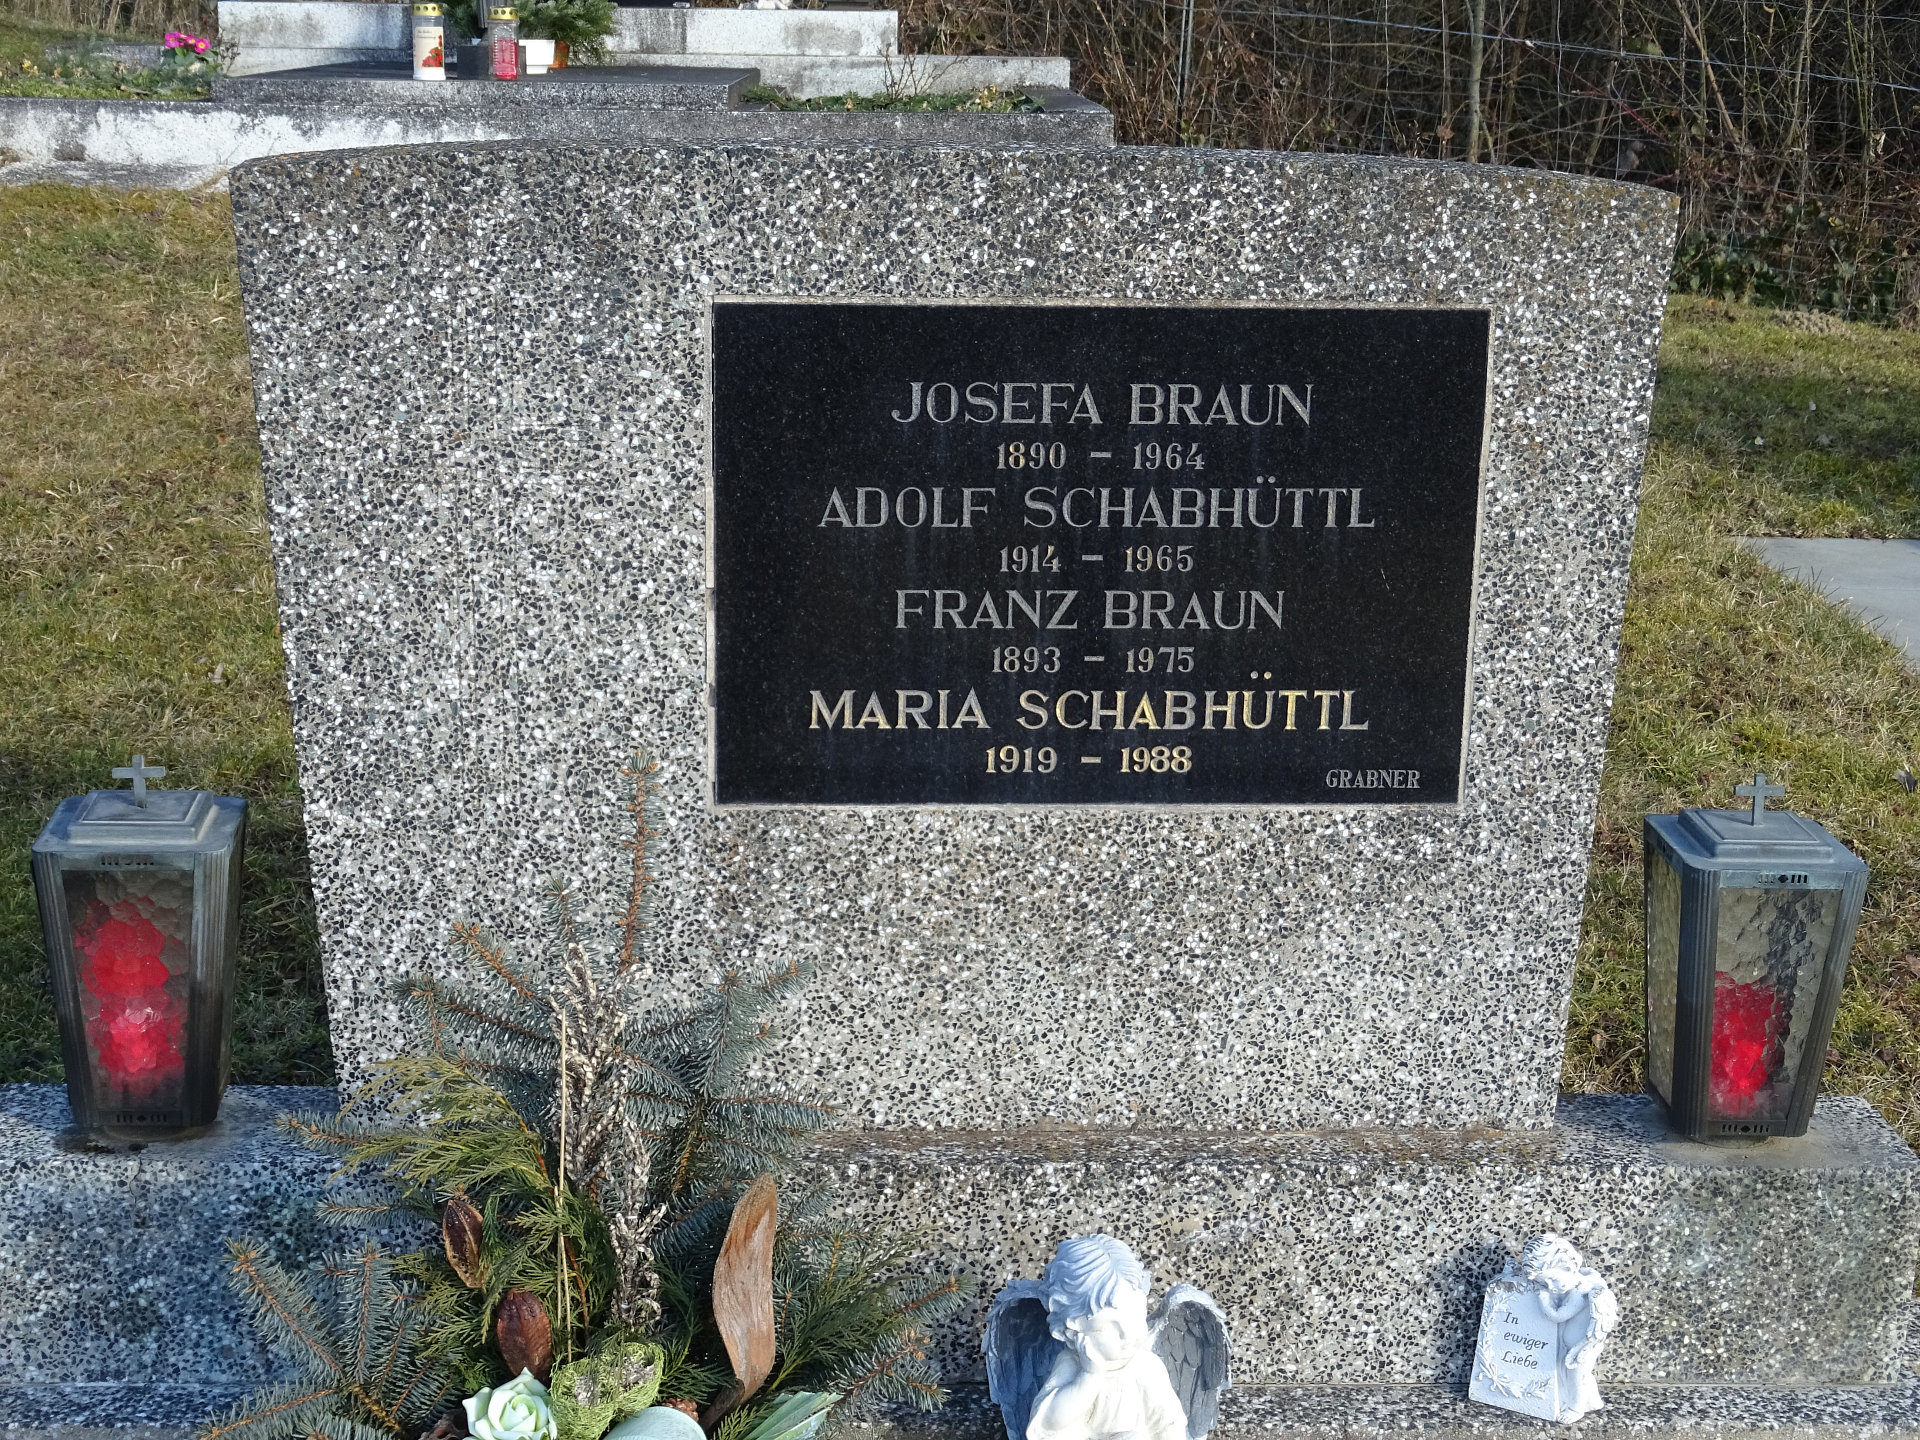 JOSEFA BRAUN
1890 – 1964
ADOLF SCHABHÜTTL
1914 – 1965
FRANZ BRAUN
1893 – 1975
MARIA SCHABHÜTTL
1919 – 1988
GRABNER
In
ewiger
Liebe